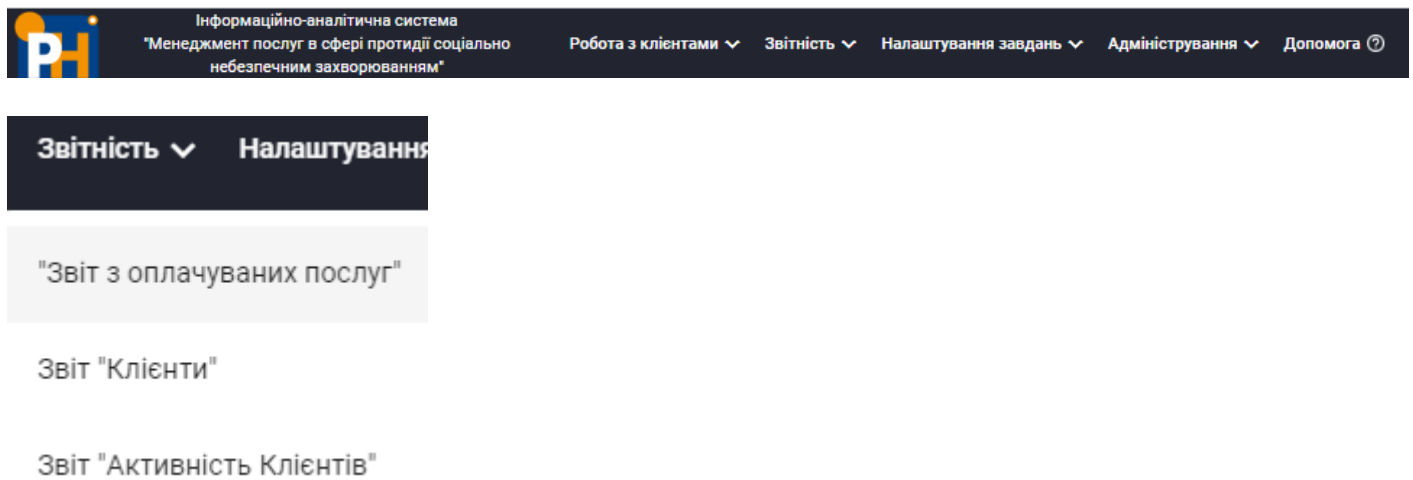 PH
Інформаційно-аналітична система
"Менеджмент послуг в сфері протидії соціально
небезпечним захворюванням"
Робота з клієнтами Звітність Налаштування завдань Адміністрування Допомога ?
Звітність Налаштування
"Звіт з оплачуваних послуг"
Звіт "Клієнти"
Звіт "Активність Клієнтів"